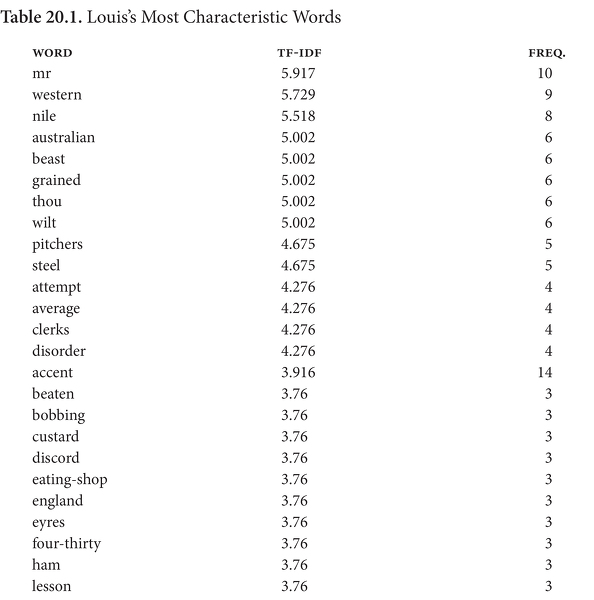 Table 20.1. Louis's Most Characteristic Words
WORD TF-IDF FREQ.
mr 5.917 10
western 5.729 9
nile 5.518 8
australian 5.002 6
beast 5.002 6
grained 5.002 6
thou 5.002 6
wilt 5.002 6
pitchers 4.675 5
steel 4.675 5
attempt 4.276 4
average 4.276 4
clerks 4.276 4
disorder 4.276 4
accent 3.916 14
beaten 3.76 3
bobbing 3.76 3
custard 3.76 3
discord 3.76 3
eating-shop 3.76 3
england 3.76 3
eyres 3.76 3
four-thirty 3.76 3
ham 3.76 3
lesson 3.76 3